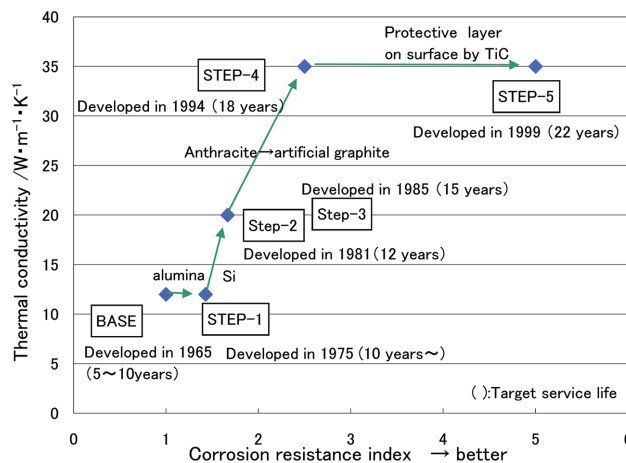 Thermal conductivity /W・m⁻¹・K⁻¹
40
35
30
25
20
15
10
5
0
Protective layer
on surface by TiC
STEP-4
STEP-5
Developed in 1994 (18 years)
Developed in 1999 (22 years)
Anthracite→artificial graphite
Developed in 1985 (15 years)
Step-2
Step-3
Developed in 1981(12 years)
alumina
Si
BASE
STEP-1
Developed in 1965
(5～10years)
Developed in 1975 (10 years～)
( ):Target service life
0
1
2
3
4
5
6
Corrosion resistance index → better